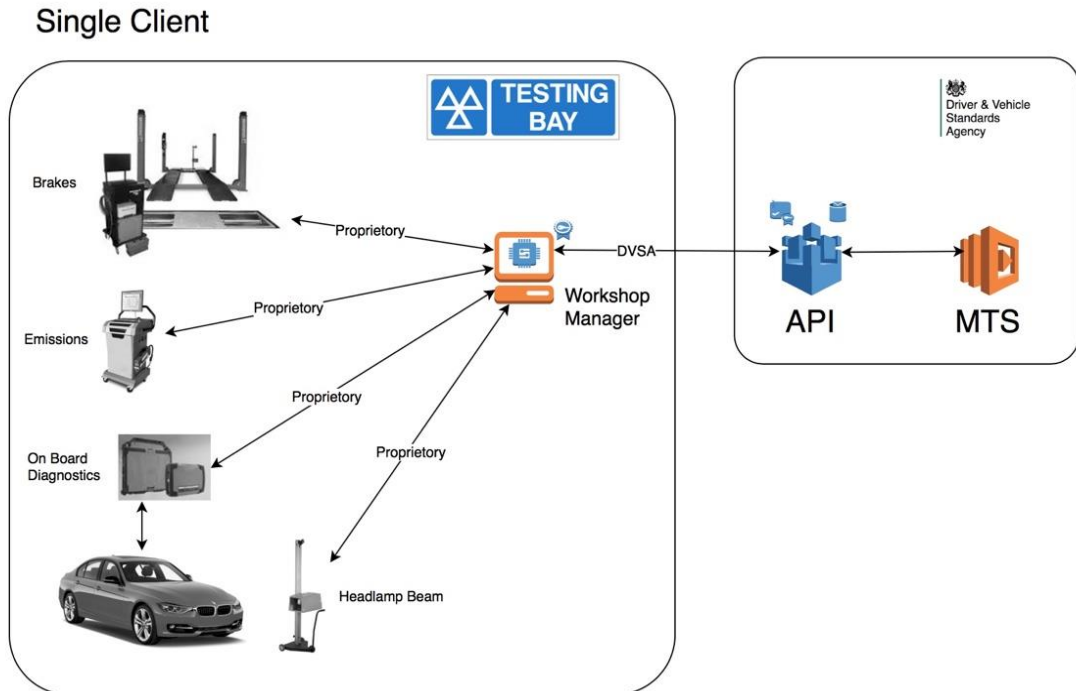 Single Client
TESTING
BAY
Driver & Vehicle
Standards
Agency
Brakes
Proprietory
DVSA
Workshop
Manager
API
MTS
Proprietory
Emissions
Proprietory
On Board
Diagnostics
Proprietory
Headlamp Beam